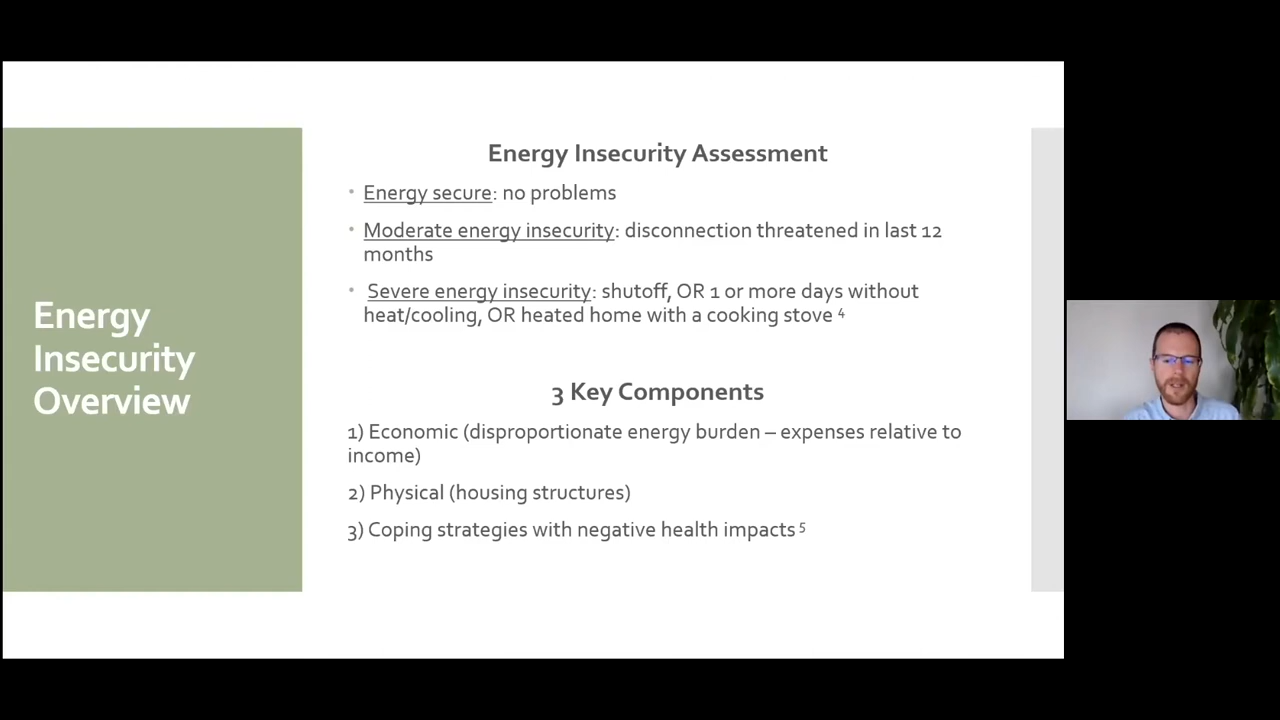 Energy
Insecurity
Overview
Energy Insecurity Assessment
• Energy secure: no problems
• Moderate energy insecurity: disconnection threatened in last 12
months
• Severe energy insecurity: shutoff, OR 1 or more days without
heat/cooling, OR heated home with a cooking stove 4
3 Key Components
1) Economic (disproportionate energy burden – expenses relative to
income)
2) Physical (housing structures)
3) Coping strategies with negative health impacts 5